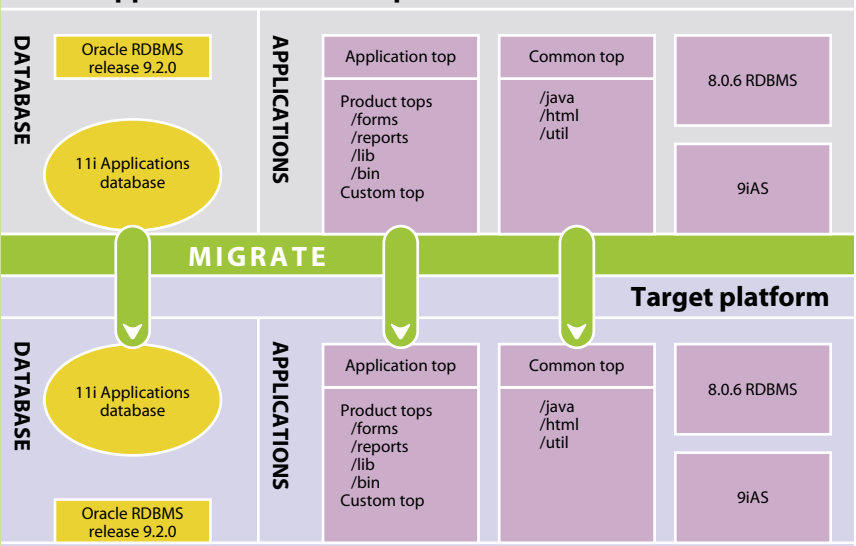 DATABASE
Oracle RDBMS
release 9.2.0
11i Applications
database
APPLICATIONS
Application top
Product tops
/forms
/reports
/lib
/bin
Custom top
Common top
/java
/html
/util
8.0.6 RDBMS
9iAS
MIGRATE
Target platform
DATABASE
11i Applications
database
Oracle RDBMS
release 9.2.0
APPLICATIONS
Application top
Product tops
/forms
/reports
/lib
/bin
Custom top
Common top
/java
/html
/util
8.0.6 RDBMS
9iAS